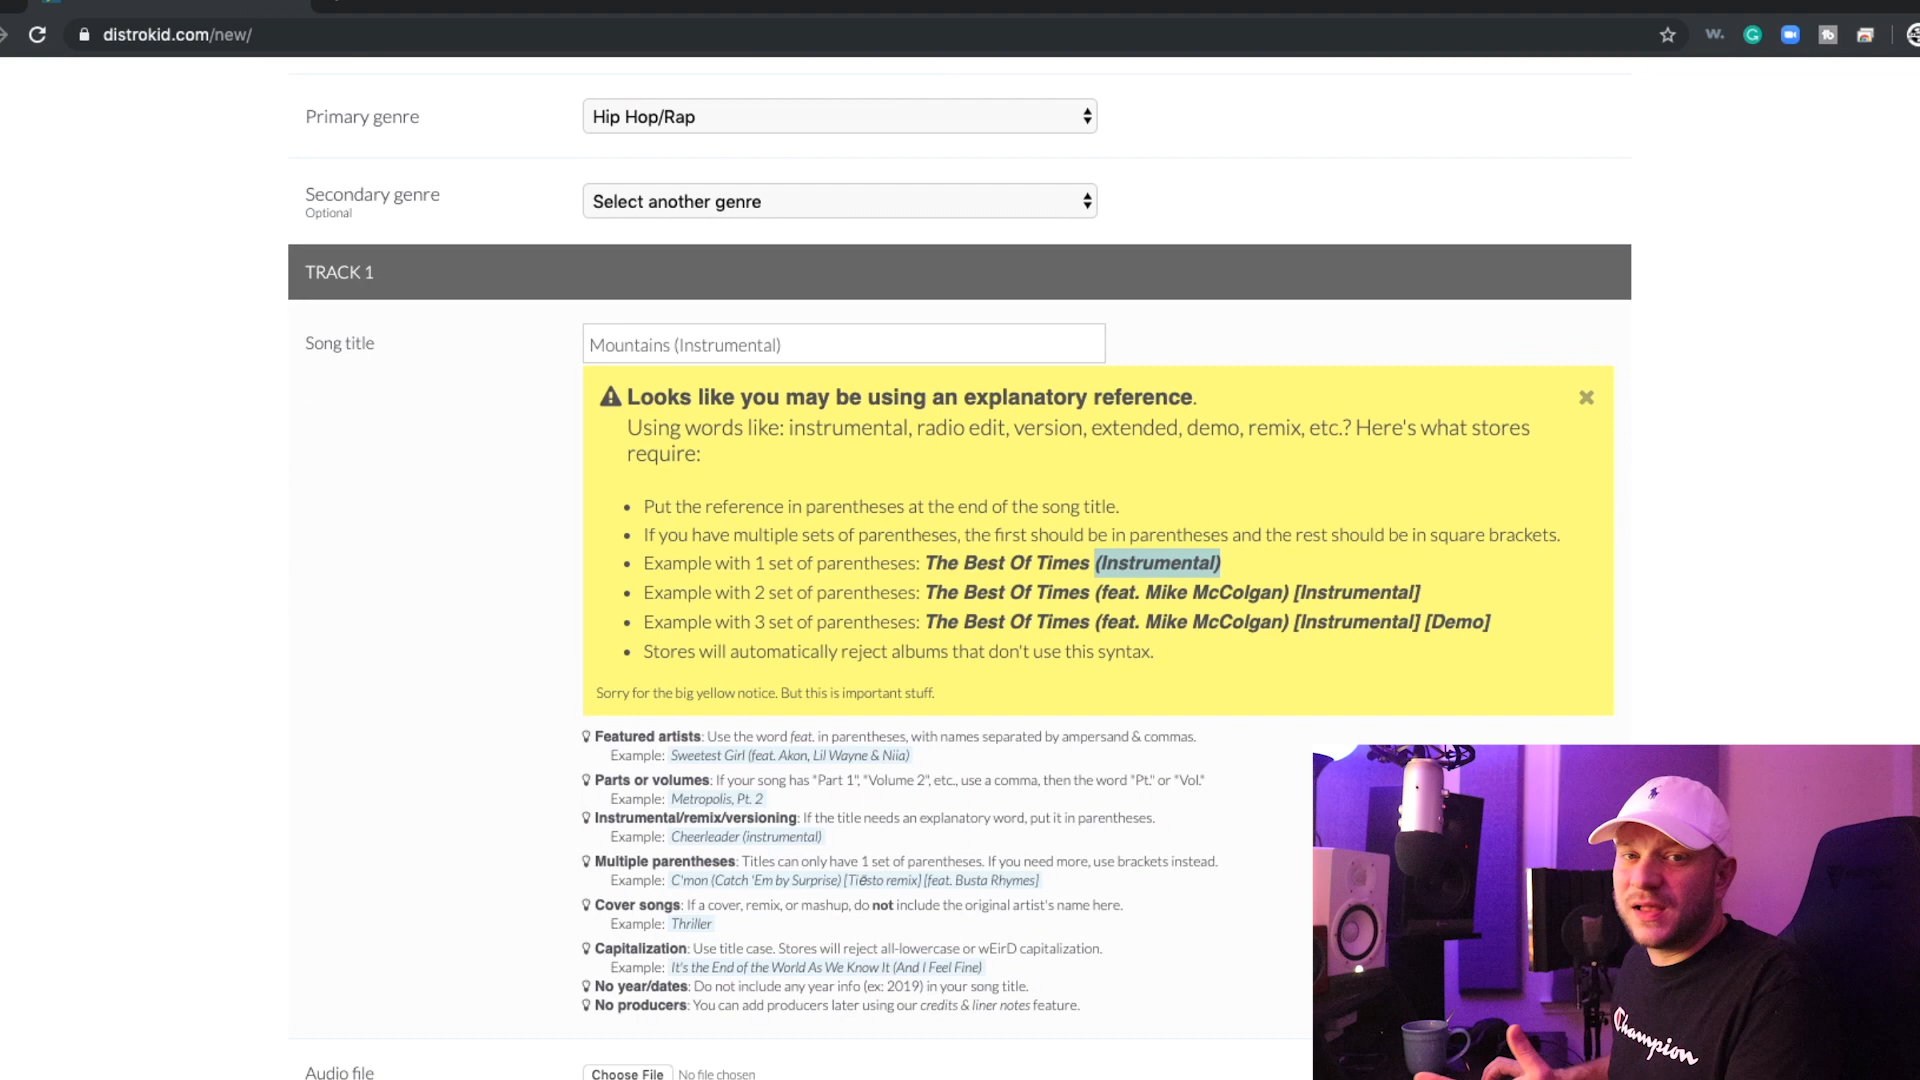 distrokid.com/new/
W.
Primary genre
Hip Hop/Rap
Secondary genre
Optional
Select another genre
TRACK 1
Song title
Mountains (Instrumental)
Looks like you may be using an explanatory reference.
Using words like: instrumental, radio edit, version, extended, demo, remix, etc.? Here's what stores
require:
Put the reference in parentheses at the end of the song title.
If you have multiple sets of parentheses, the first should be in parentheses and the rest should be in square brackets.
Example with 1 set of parentheses: The Best Of Times (Instrumental)
Example with 2 set of parentheses: The Best Of Times (feat. Mike McColgan) [Instrumental]
Example with 3 set of parentheses: The Best Of Times (feat. Mike McColgan) [Instrumental] [Demo]
Stores will automatically reject albums that don't use this syntax.
Sorry for the big yellow notice. But this is important stuff.
Featured artists: Use the word feat. in parentheses, with names separated by ampersand & commas.
Example: Sweetest Girl (feat. Akon, Lil Wayne & Niia)
Parts or volumes: If your song has "Part 1", "Volume 2", etc., use a comma, then the word "Pt." or "Vol."
Example: Metropolis, Pt. 2
Instrumental/remix/versioning: If the title needs an explanatory word, put it in parentheses.
Example: Cheerleader (instrumental)
Multiple parentheses: Titles can only have 1 set of parentheses. If you need more, use brackets instead.
Example: C'mon (Catch 'Em by Surprise) [Tiësto remix] [feat. Busta Rhymes]
Cover songs: If a cover, remix, or mashup, do not include the original artist's name here.
Example: Thriller
Capitalization: Use title case. Stores will reject all-lowercase or wEirD capitalization.
Example: It's the End of the World As We Know It (And I Feel Fine)
No year/dates: Do not include any year info (ex: 2019) in your song title.
No producers: You can add producers later using our credits & liner notes feature.
Audio file
Choose File No file chosen
Champion